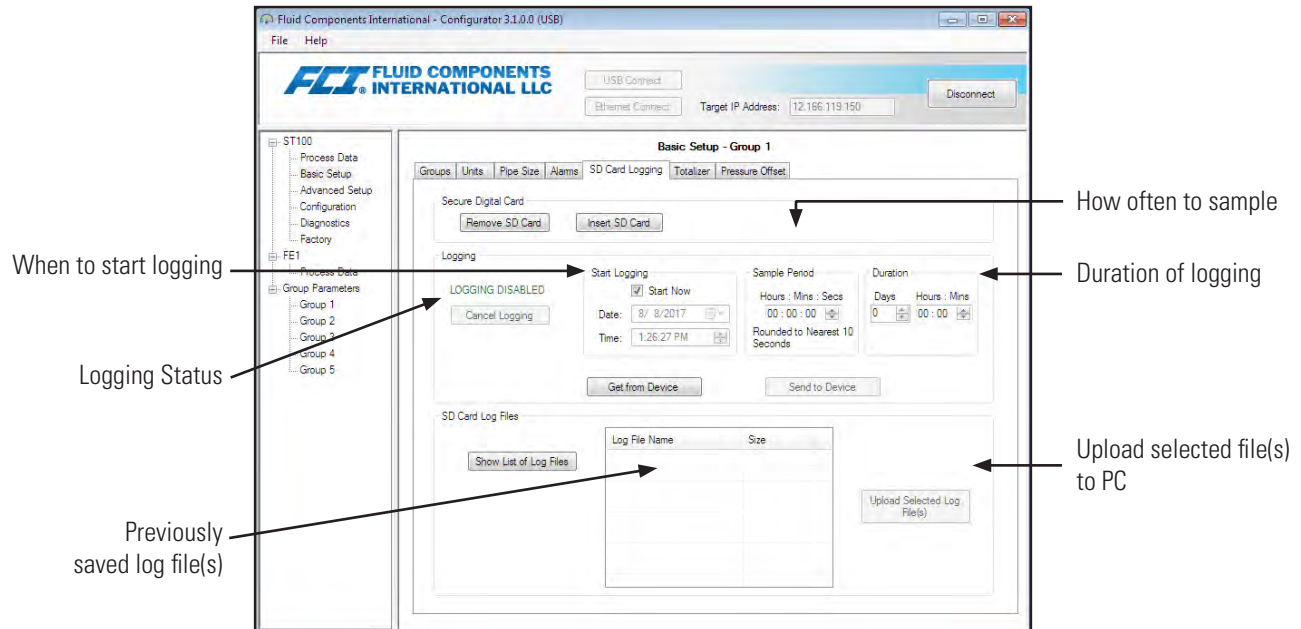 Fluid Components International - Configurator 3.1.0.0 (USB)
File Help
FCI® FLUID COMPONENTS
INTERNATIONAL LLC
USB Connect
Ethernet Connect
Target IP Address: 12.166.119.150
Disconnect
ST100
Process Data
Basic Setup
Advanced Setup
Configuration
Diagnostics
Factory
FE1
Process Data
Group Parameters
Group 1
Group 2
Group 3
Group 4
Group 5
Basic Setup - Group 1
Groups Units Pipe Size Alarms SD Card Logging Totalizer Pressure Offset
Secure Digital Card
Remove SD Card Insert SD Card
Logging
LOGGING DISABLED
Cancel Logging
Start Logging
Start Now
Date: 8/ 8/2017
Time: 1:26:27 PM
Sample Period
Hours : Mins : Secs
00 : 00 : 00
Rounded to Nearest 10
Seconds
Duration
Days Hours : Mins
0 00 : 00
Get from Device Send to Device
SD Card Log Files
Show List of Log Files
Log File Name Size
Upload Selected Log
File(s)
When to start logging
Logging Status
Previously
saved log file(s)
How often to sample
Duration of logging
Upload selected file(s)
to PC